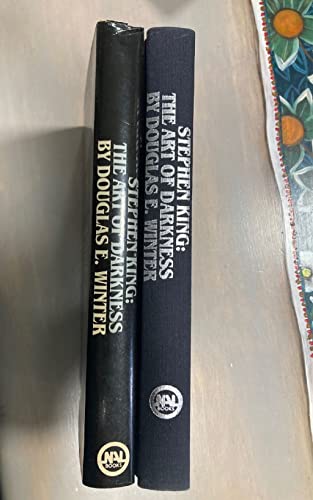 STEPHEN KING:
THE ART OF DARKNESS
BY DOUGLAS E. WINTER
NAL
BOOKS
STEPHEN KING:
THE ART OF DARKNESS
BY DOUGLAS E. WINTER
NAL
BOOKS